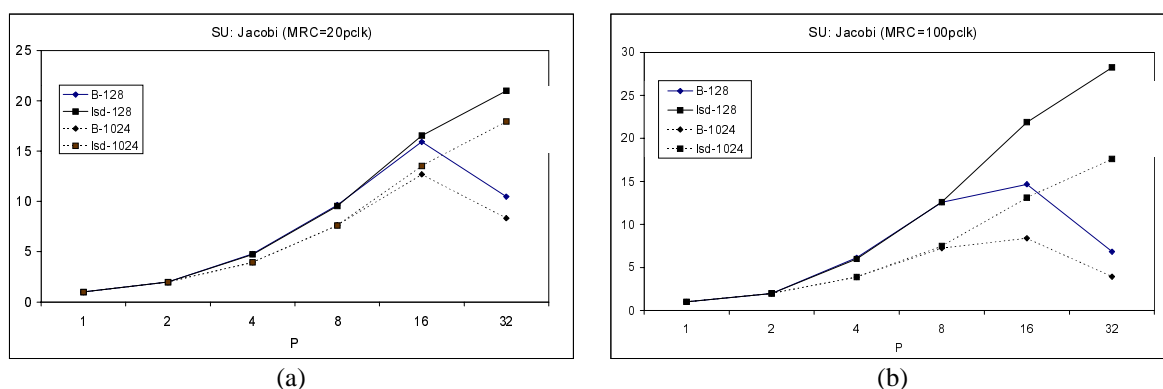 SU: Jacobi (MRC=20pclk)
25
20
15
10
5
0
B-128
lsd-128
B-1024
lsd-1024
1 2 4 8 16 32
P
(a)
SU: Jacobi (MRC=100pclk)
30
25
20
15
10
5
0
B-128
lsd-128
B-1024
lsd-1024
1 2 4 8 16 32
P
(b)